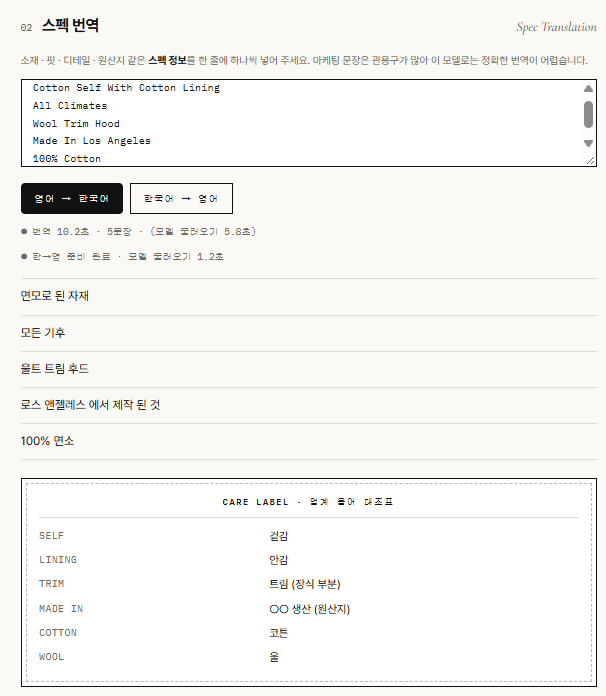 02 스펙 번역 Spec Translation
소재 · 핏 · 디테일 · 원산지 같은 스펙 정보를 한 줄에 하나씩 넣어 주세요. 마케팅 문장은 관용구가 많아 이 모델로는 정확한 번역이 어렵습니다.
Cotton Self With Cotton Lining
All Climates
Wool Trim Hood
Made In Los Angeles
100% Cotton
영어 → 한국어 한국어 → 영어
● 번역 10.2초 · 5문장 · (모델 불러오기 5.8초)
● 한→영 준비 완료 · 모델 불러오기 1.2초
면모로 된 자재
모든 기후
울트 트림 후드
로스 앤젤레스 에서 제작 된 것
100% 면소
CARE LABEL · 업계 용어 대조표
SELF 겉감
LINING 안감
TRIM 트림 (장식 부분)
MADE IN ○○ 생산 (원산지)
COTTON 코튼
WOOL 울